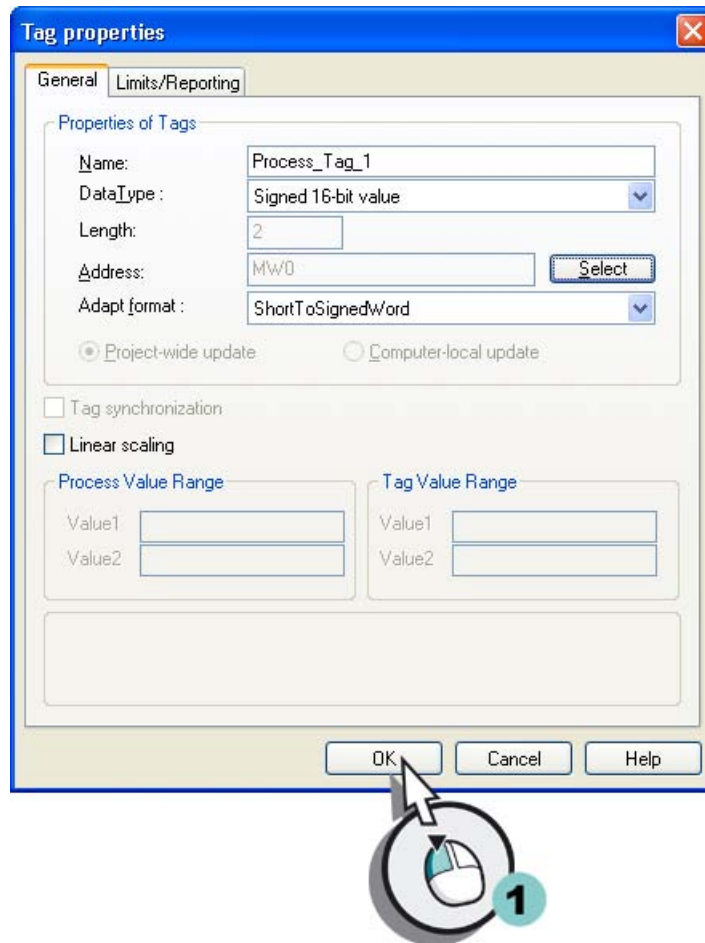 Tag properties
General Limits/Reporting
Properties of Tags
Name: Process_Tag_1
DataType : Signed 16-bit value
Length: 2
Address: MW0 Select
Adapt format : ShortToSignedWord
Project-wide update Computer-local update
Tag synchronization
Linear scaling
Process Value Range Tag Value Range
Value1 Value1
Value2 Value2
OK Cancel Help
1